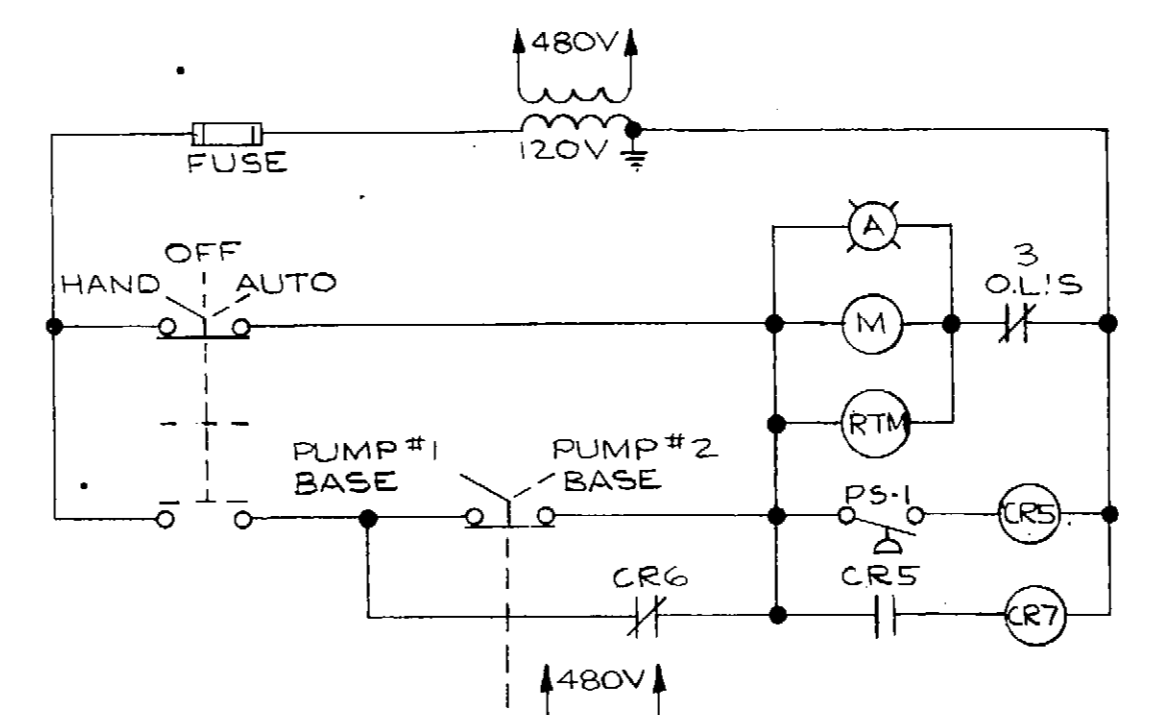 480V
FUSE
120V
A
OFF
HAND
AUTO
3
O.L.'S
M
RTM
PUMP #1
BASE
PUMP #2
BASE
PS-1
CR5
CR6
CR5
CR7
480V